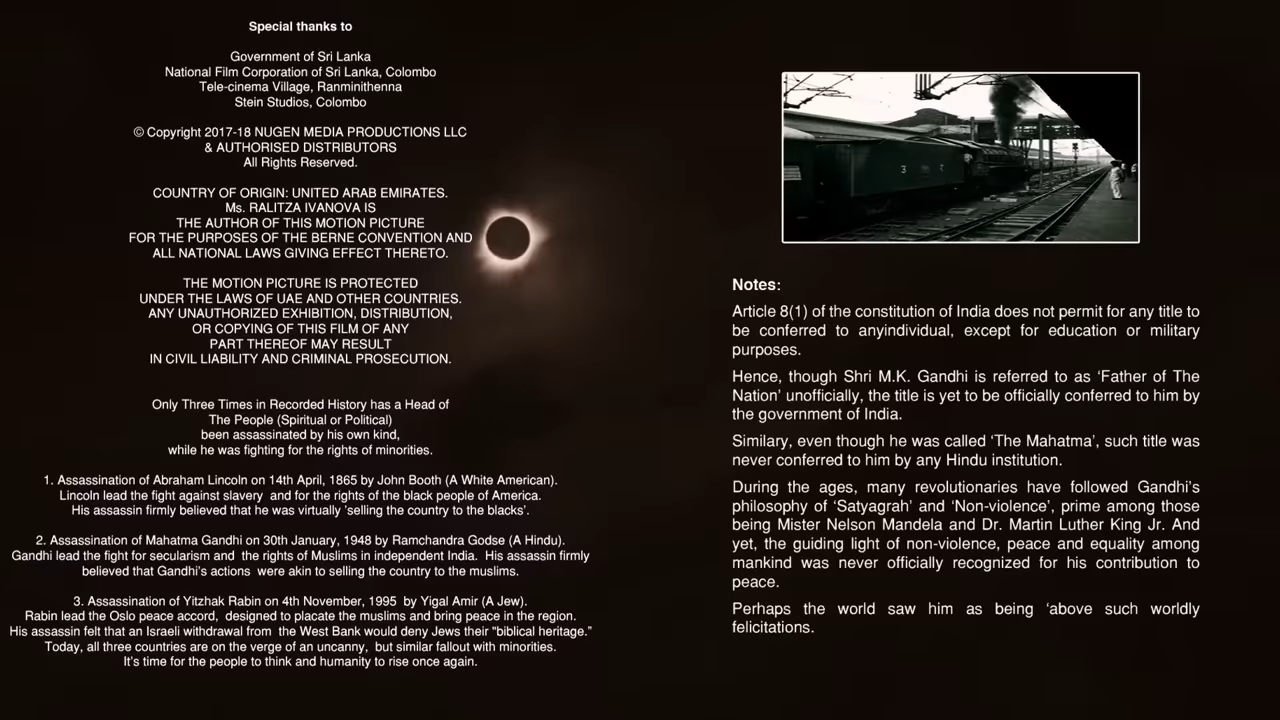 Special thanks to
Government of Sri Lanka
National Film Corporation of Sri Lanka, Colombo
Tele-cinema Village, Ranminithenna
Stein Studios, Colombo
© Copyright 2017-18 NUGEN MEDIA PRODUCTIONS LLC
& AUTHORISED DISTRIBUTORS
All Rights Reserved.
COUNTRY OF ORIGIN: UNITED ARAB EMIRATES.
Ms. RALITZA IVANOVA IS
THE AUTHOR OF THIS MOTION PICTURE
FOR THE PURPOSES OF THE BERNE CONVENTION AND
ALL NATIONAL LAWS GIVING EFFECT THERETO.
THE MOTION PICTURE IS PROTECTED
UNDER THE LAWS OF UAE AND OTHER COUNTRIES.
ANY UNAUTHORIZED EXHIBITION, DISTRIBUTION,
OR COPYING OF THIS FILM OF ANY
PART THEREOF MAY RESULT
IN CIVIL LIABILITY AND CRIMINAL PROSECUTION.
Only Three Times in Recorded History has a Head of
The People (Spiritual or Political)
been assassinated by his own kind,
while he was fighting for the rights of minorities.
1. Assassination of Abraham Lincoln on 14th April, 1865 by John Booth (A White American).
Lincoln lead the fight against slavery and for the rights of the black people of America.
His assassin firmly believed that he was virtually 'selling the country to the blacks'.
2. Assassination of Mahatma Gandhi on 30th January, 1948 by Ramchandra Godse (A Hindu).
Gandhi lead the fight for secularism and the rights of Muslims in independent India. His assassin firmly
believed that Gandhi's actions were akin to selling the country to the muslims.
3. Assassination of Yitzhak Rabin on 4th November, 1995 by Yigal Amir (A Jew).
Rabin lead the Oslo peace accord, designed to placate the muslims and bring peace in the region.
His assassin felt that an Israeli withdrawal from the West Bank would deny Jews their "biblical heritage."
Today, all three countries are on the verge of an uncanny, but similar fallout with minorities.
It's time for the people to think and humanity to rise once again.
3
Notes:
Article 8(1) of the constitution of India does not permit for any title to
be conferred to anyindividual, except for education or military
purposes.
Hence, though Shri M.K. Gandhi is referred to as 'Father of The
Nation' unofficially, the title is yet to be officially conferred to him by
the government of India.
Similary, even though he was called 'The Mahatma', such title was
never conferred to him by any Hindu institution.
During the ages, many revolutionaries have followed Gandhi's
philosophy of 'Satyagrah' and 'Non-violence', prime among those
being Mister Nelson Mandela and Dr. Martin Luther King Jr. And
yet, the guiding light of non-violence, peace and equality among
mankind was never officially recognized for his contribution to
peace.
Perhaps the world saw him as being 'above such worldly
felicitations.